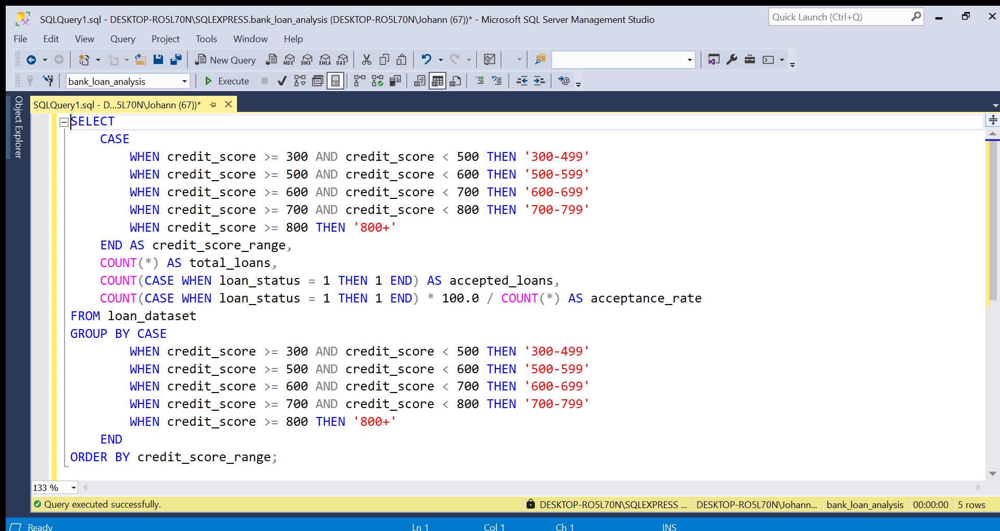 SQLQuery1.sql - DESKTOP-RO5L70N\SQLEXPRESS.bank_loan_analysis (DESKTOP-RO5L70N\Johann (67))* - Microsoft SQL Server Management Studio
Quick Launch (Ctrl+Q)
File Edit View Query Project Tools Window Help
New Query MDX DMX XMLA DAX
bank_loan_analysis Execute
Object Explorer
SQLQuery1.sql - D...5L70N\Johann (67))*
SELECT
    CASE
        WHEN credit_score >= 300 AND credit_score < 500 THEN '300-499'
        WHEN credit_score >= 500 AND credit_score < 600 THEN '500-599'
        WHEN credit_score >= 600 AND credit_score < 700 THEN '600-699'
        WHEN credit_score >= 700 AND credit_score < 800 THEN '700-799'
        WHEN credit_score >= 800 THEN '800+'
    END AS credit_score_range,
    COUNT(*) AS total_loans,
    COUNT(CASE WHEN loan_status = 1 THEN 1 END) AS accepted_loans,
    COUNT(CASE WHEN loan_status = 1 THEN 1 END) * 100.0 / COUNT(*) AS acceptance_rate
FROM loan_dataset
GROUP BY CASE
        WHEN credit_score >= 300 AND credit_score < 500 THEN '300-499'
        WHEN credit_score >= 500 AND credit_score < 600 THEN '500-599'
        WHEN credit_score >= 600 AND credit_score < 700 THEN '600-699'
        WHEN credit_score >= 700 AND credit_score < 800 THEN '700-799'
        WHEN credit_score >= 800 THEN '800+'
    END
ORDER BY credit_score_range;
133 %
Query executed successfully. DESKTOP-RO5L70N\SQLEXPRESS ... DESKTOP-RO5L70N\Johann... bank_loan_analysis 00:00:00 5 rows
Ready Ln 1 Col 1 Ch 1 INS